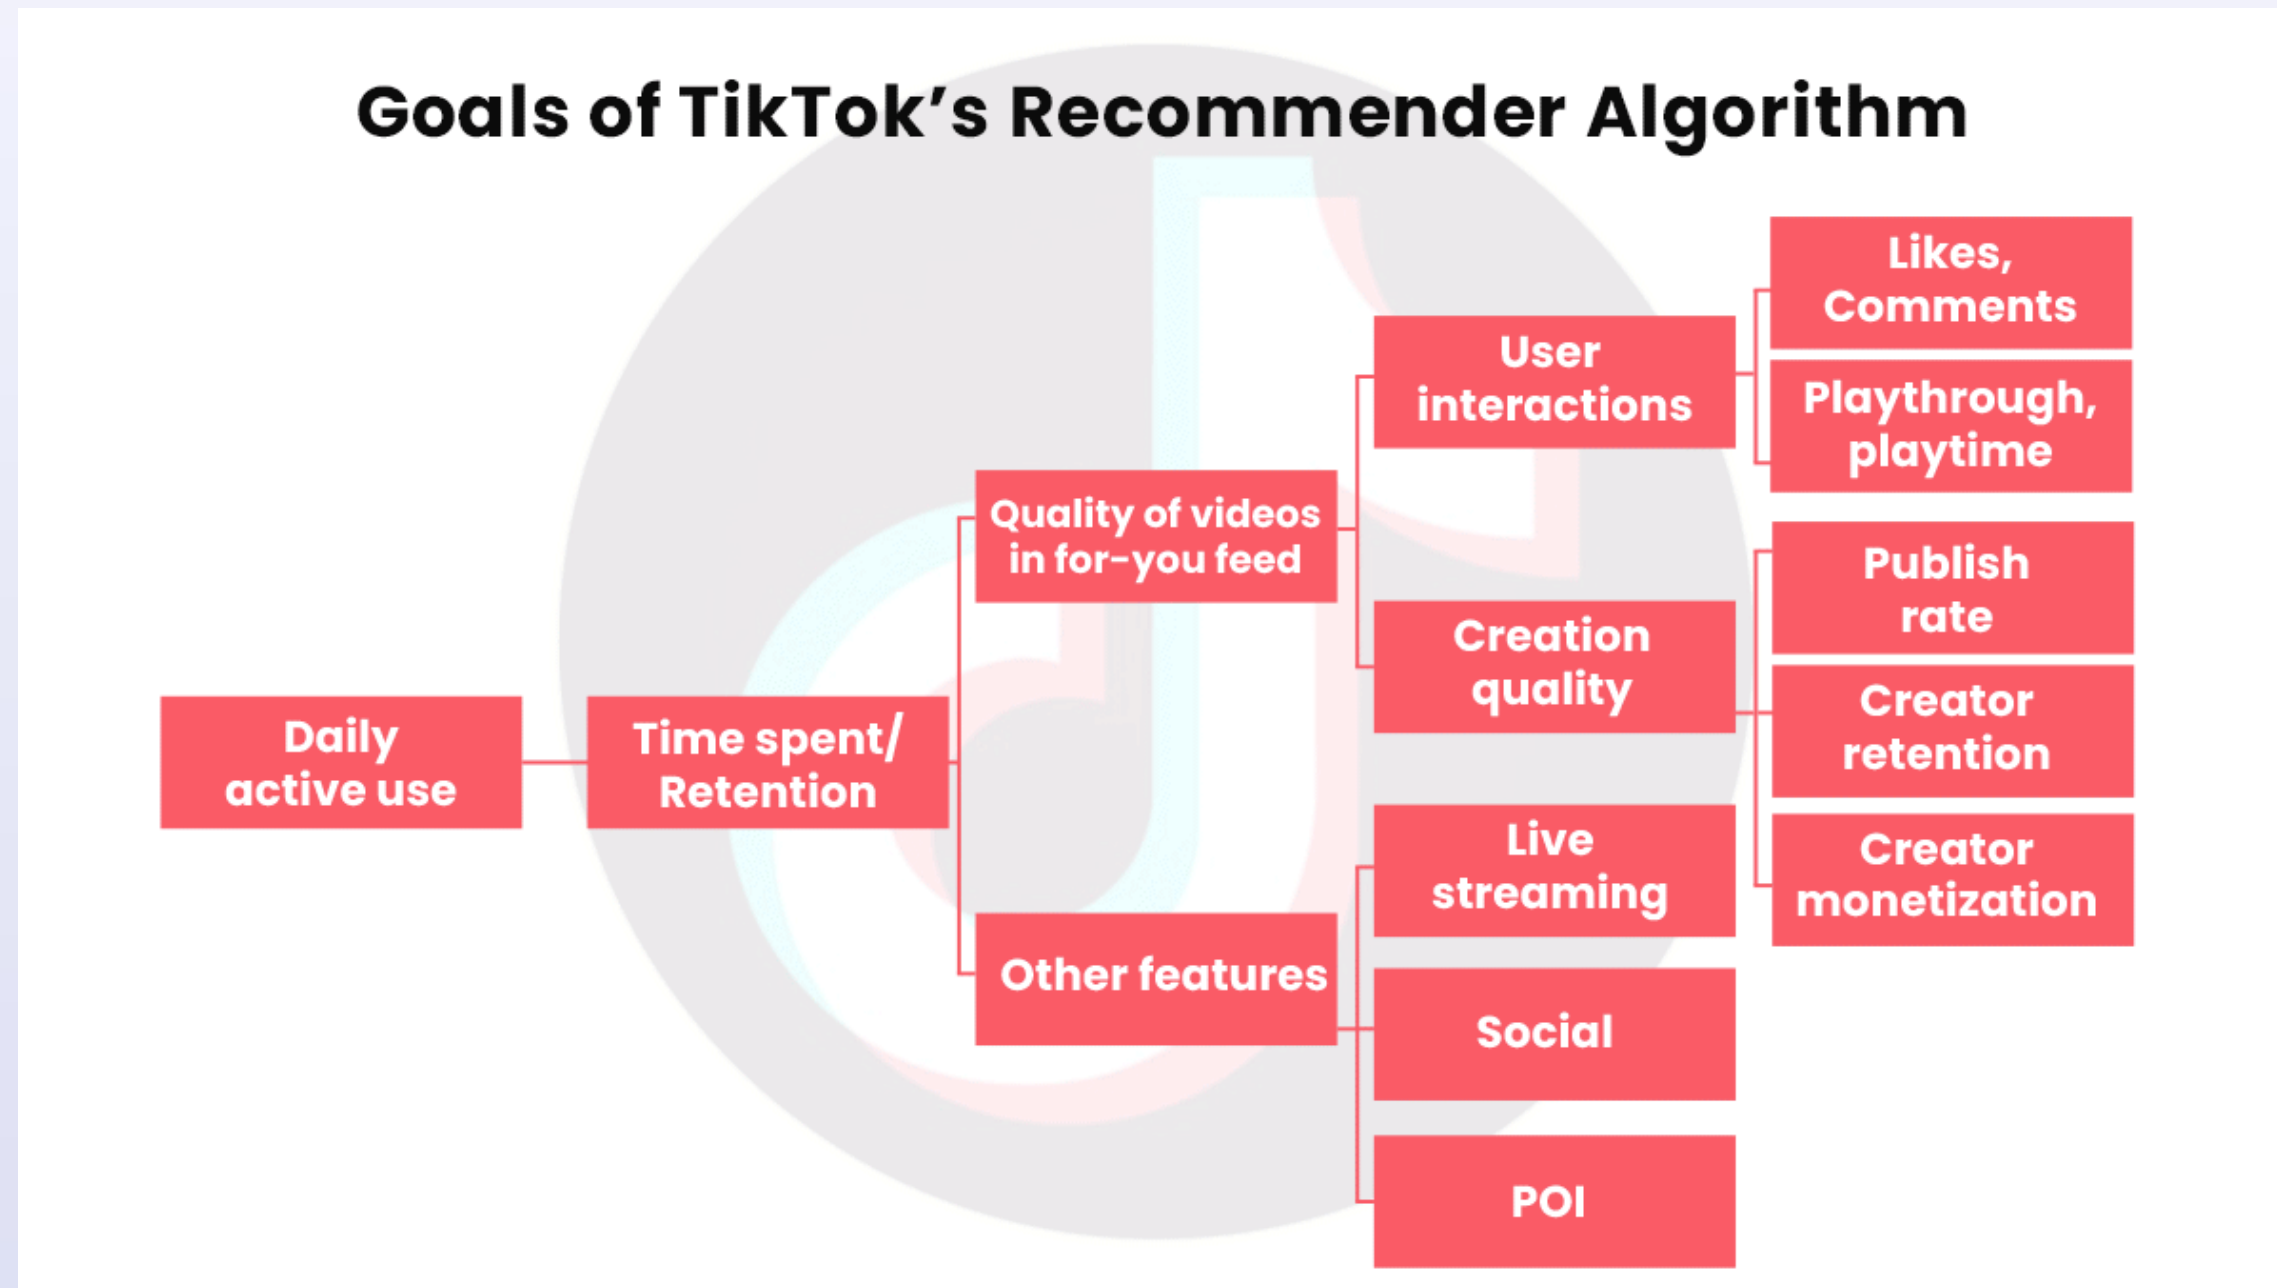 Goals of TikTok’s Recommender Algorithm
Daily
active use
Time spent/
Retention
Quality of videos
in for-you feed
Other features
User
interactions
Creation
quality
Live
streaming
Social
POI
Likes,
Comments
Playthrough,
playtime
Publish
rate
Creator
retention
Creator
monetization